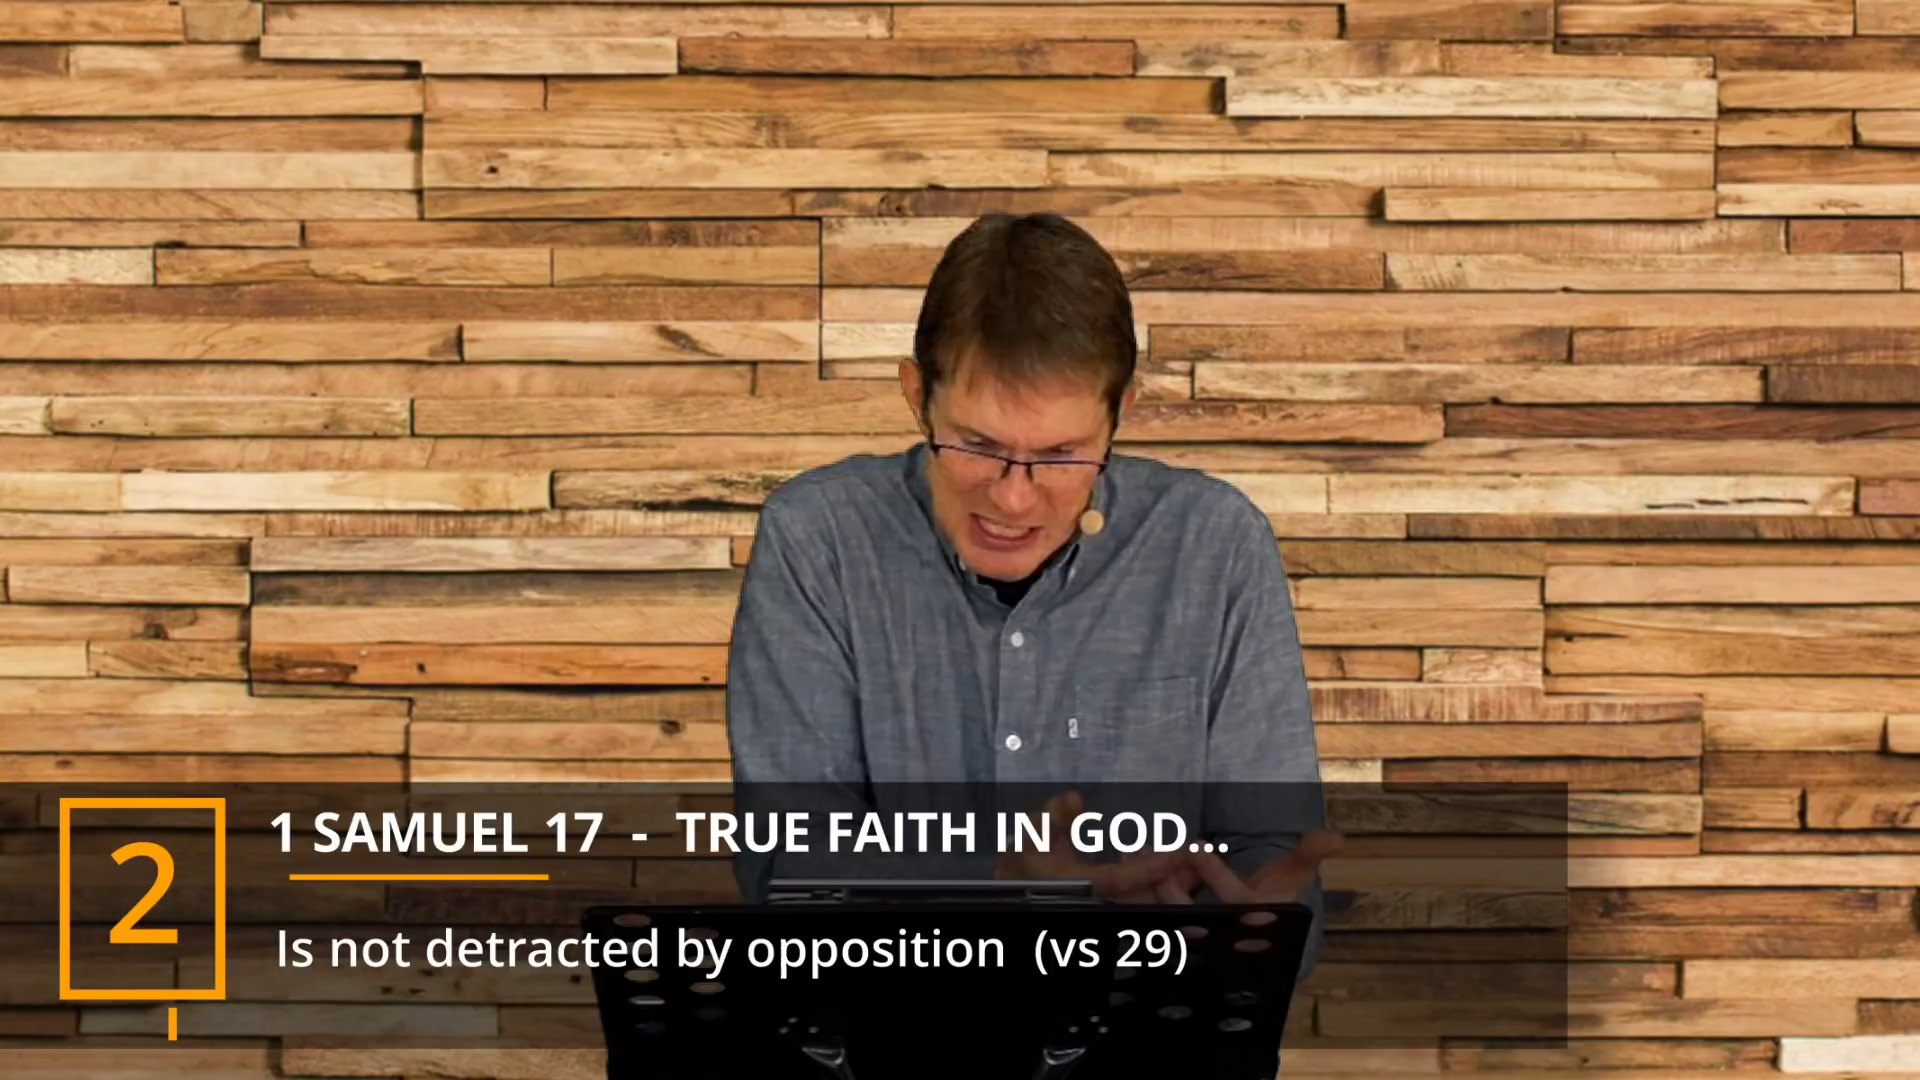 2
1 SAMUEL 17 - TRUE FAITH IN GOD...
Is not detracted by opposition (vs 29)